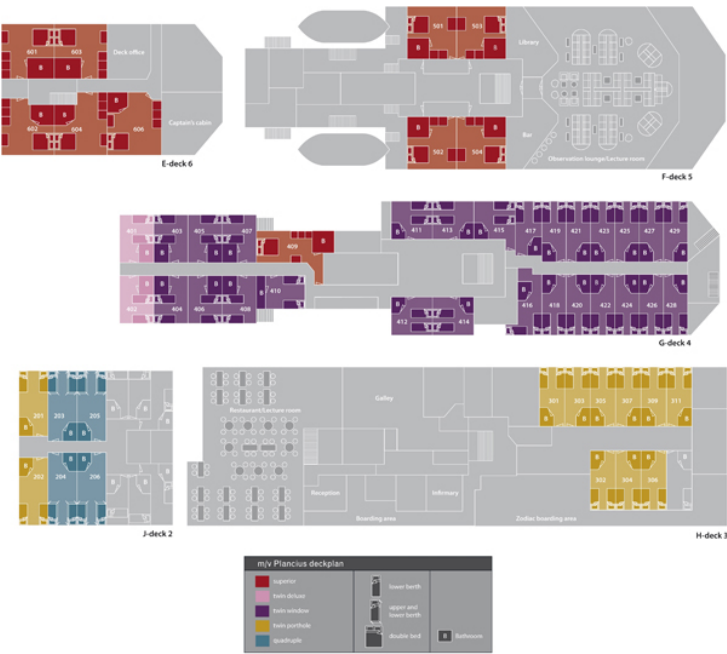 601 603 Deck office
602 604 606 Captain's cabin
E-deck 6
501 503 Library
502 504 Bar
Observation lounge/Lecture room
F-deck 5
401 403 405 407 409 411 413 415 417 419 421 423 425 427 429
402 404 406 408 410 412 414 416 418 420 422 424 426 428
G-deck 4
201 203 205
202 204 206
J-deck 2
Restaurant/Lecture room
Galley
Reception
Infirmary
Boarding area
Zodiac boarding area
301 303 305 307 309 311
302 304 306
H-deck 3
m/v Plancius deckplan
superior
twin deluxe
twin window
twin porthole
quadruple
lower berth
upper and
lower berth
double bed
B Bathroom